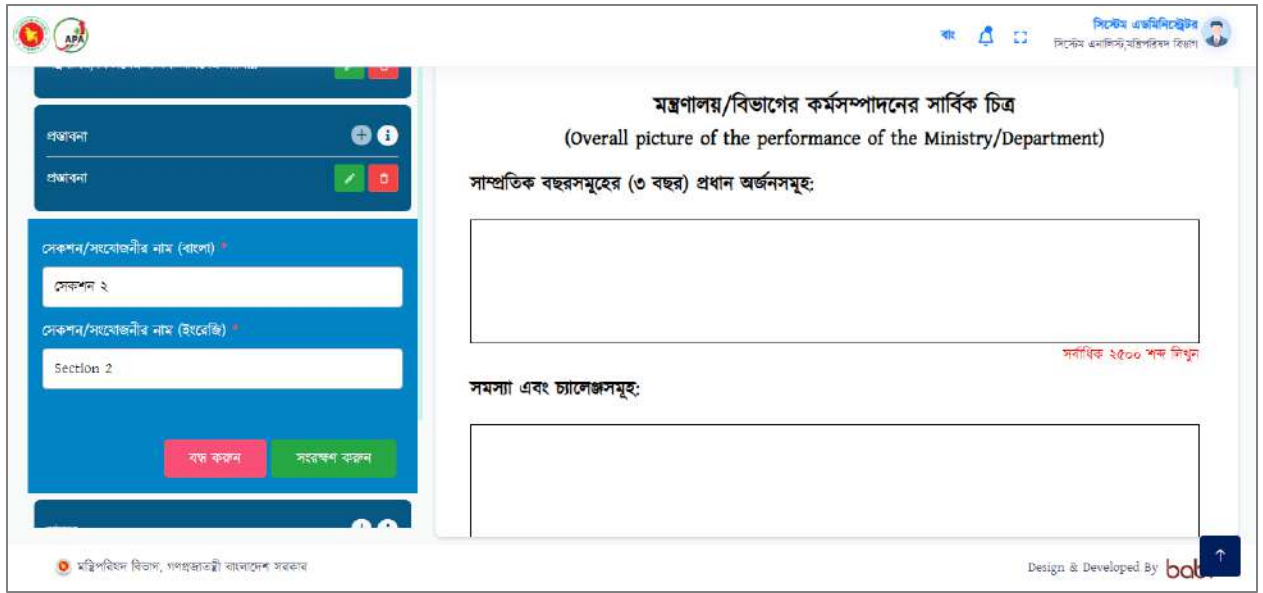 APA
বাং
সিস্টেম এডমিনিস্ট্রেটর
সিস্টেম এনালিস্ট,মন্ত্রিপরিষদ বিভাগ
প্রস্তাবনা
প্রস্তাবনা
সেকশন/সংযোজনীর নাম (বাংলা) *
সেকশন ২
সেকশন/সংযোজনীর নাম (ইংরেজি) *
Section 2
বন্ধ করুন
সংরক্ষণ করুন
মন্ত্রণালয়/বিভাগের কর্মসম্পাদনের সার্বিক চিত্র
(Overall picture of the performance of the Ministry/Department)
সাম্প্রতিক বছরসমূহের (৩ বছর) প্রধান অর্জনসমূহ:
সর্বাধিক ২৫০০ শব্দ লিখুন
সমস্যা এবং চ্যালেঞ্জসমূহ:
মন্ত্রিপরিষদ বিভাগ, গণপ্রজাতন্ত্রী বাংলাদেশ সরকার
Design & Developed By